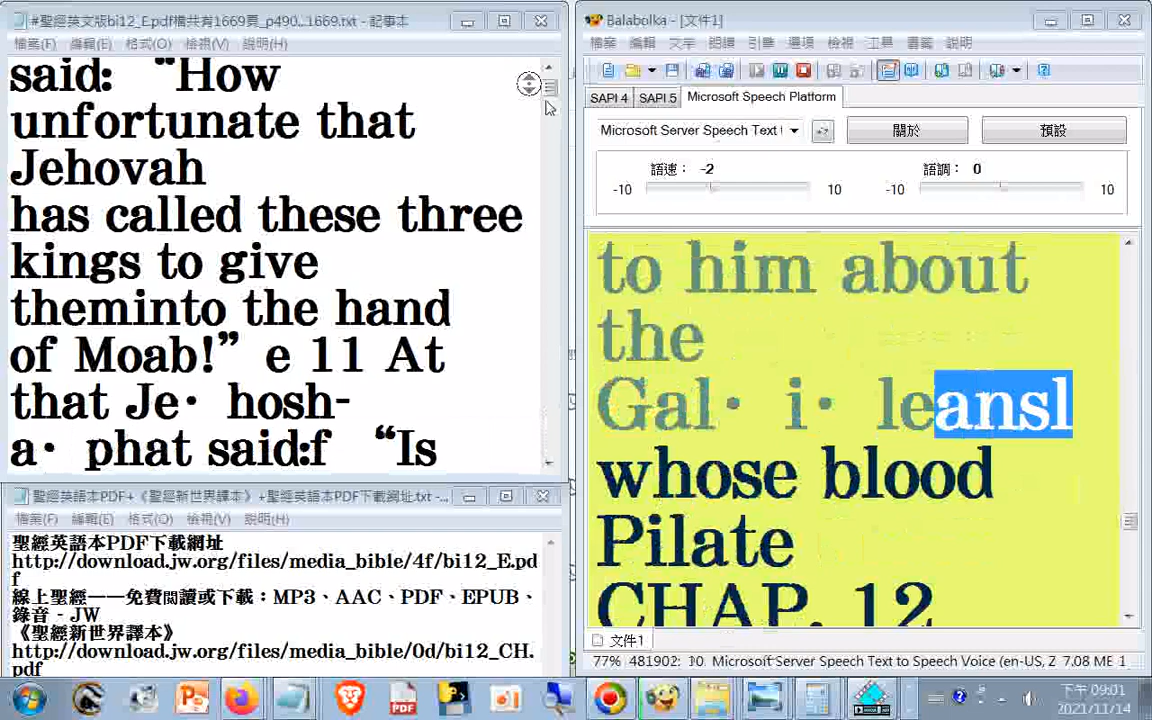 #聖經英文版bi12_E.pdf檔共有1669頁_p490...1669.txt - 記事本
檔案(F) 編輯(E) 格式(O) 檢視(V) 說明(H)
said: “How
unfortunate that
Jehovah
has called these three
kings to give
theminto the hand
of Moab!” e 11 At
that Je· hosh-
a· phat said:f “Is
聖經英語本PDF+《聖經新世界譯本》+聖經英語本PDF下載網址.txt - ...
檔案(F) 編輯(E) 格式(O) 檢視(V) 說明(H)
聖經英語本PDF下載網址
http://download.jw.org/files/media_bible/4f/bi12_E.pd
f
線上聖經——免費閱讀或下載：MP3、AAC、PDF、EPUB、
錄音 - JW
《聖經新世界譯本》
http://download.jw.org/files/media_bible/0d/bi12_CH.
pdf
Balabolka - [文件1]
檔案 編輯 文字 朗讀 引擎 選項 檢視 工具 書籤 說明
SAPI 4 SAPI 5 Microsoft Speech Platform
Microsoft Server Speech Text 關於 預設
語速： -2 語調： 0
-10 10 -10 10
to him about
the
Gal· i· leansl
whose blood
Pilate
CHAP. 12
文件1
77% 481902: 10 Microsoft Server Speech Text to Speech Voice (en-US, Z 7.08 ME 1
下午 09:01
2021/11/14